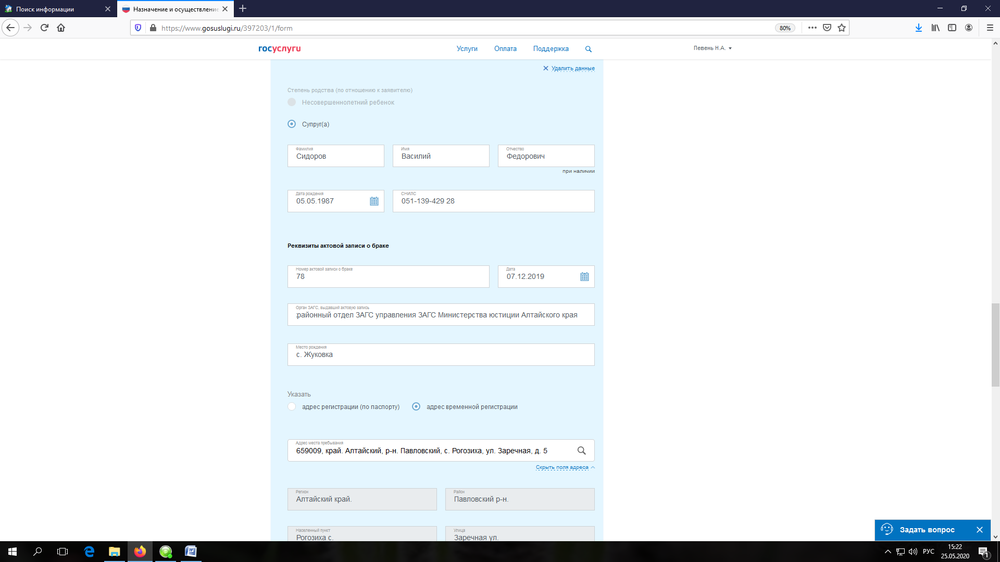 Поиск информации
Назначение и осуществление
https://www.gosuslugi.ru/397203/1/form
80%
госуслуги
Услуги
Оплата
Поддержка
Певень Н.А.
Удалить данные
Степень родства (по отношению к заявителю)
Несовершеннолетний ребенок
Супруг(а)
Фамилия
Сидоров
Имя
Василий
Отчество
Федорович
при наличии
Дата рождения
05.05.1987
СНИЛС
051-139-429 28
Реквизиты актовой записи о браке
Номер актовой записи о браке
78
Дата
07.12.2019
Орган ЗАГС, выдавший актовую запись
районный отдел ЗАГС управления ЗАГС Министерства юстиции Алтайского края
Место рождения
с. Жуковка
Указать
адрес регистрации (по паспорту)
адрес временной регистрации
Адрес места пребывания
659009, край. Алтайский, р-н. Павловский, с. Рогозиха, ул. Заречная, д. 5
Скрыть поля адреса
Регион
Алтайский край.
Район
Павловский р-н.
Населенный пункт
Рогозиха с.
Улица
Заречная ул.
Задать вопрос
РУС
15:22
25.05.2020
1